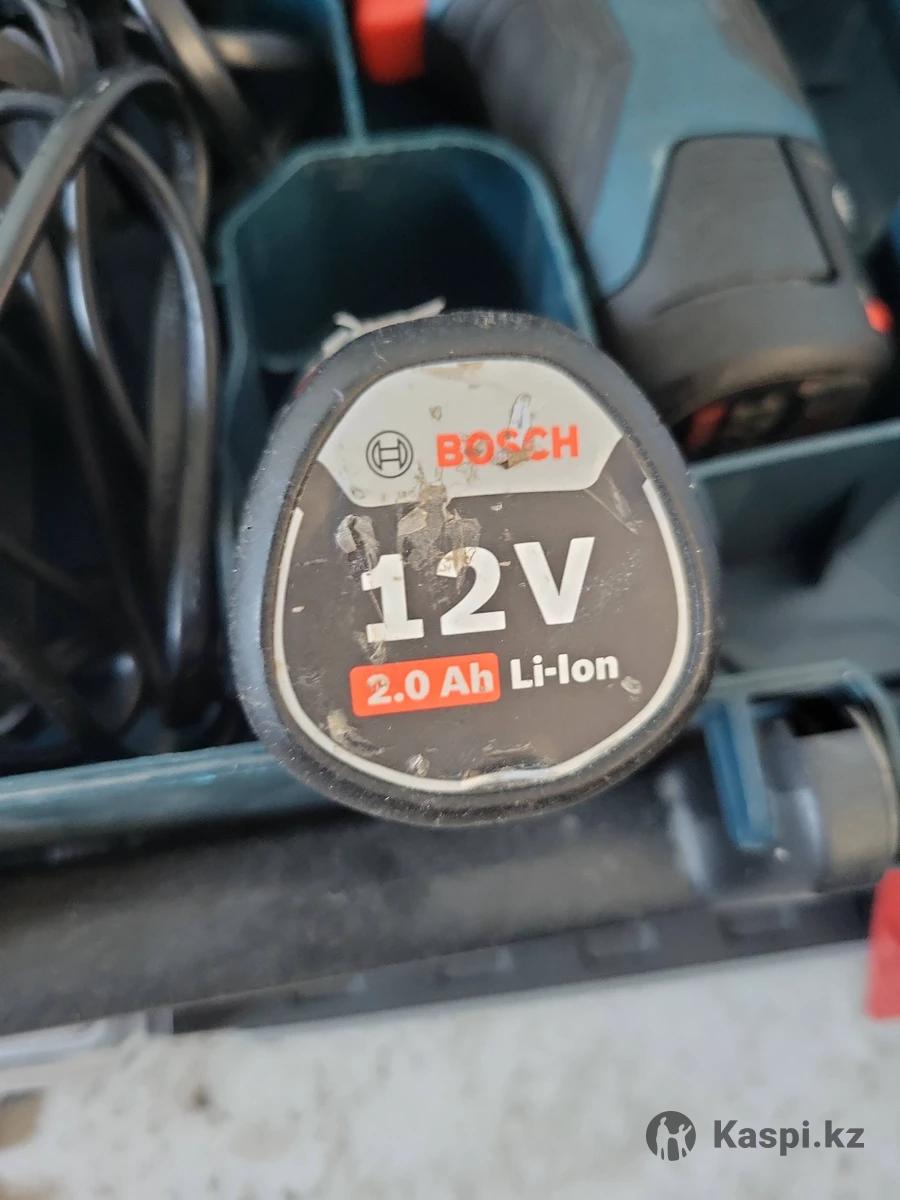 BOSCH
12V
2.0 Ah Li-Ion
Kaspi.kz